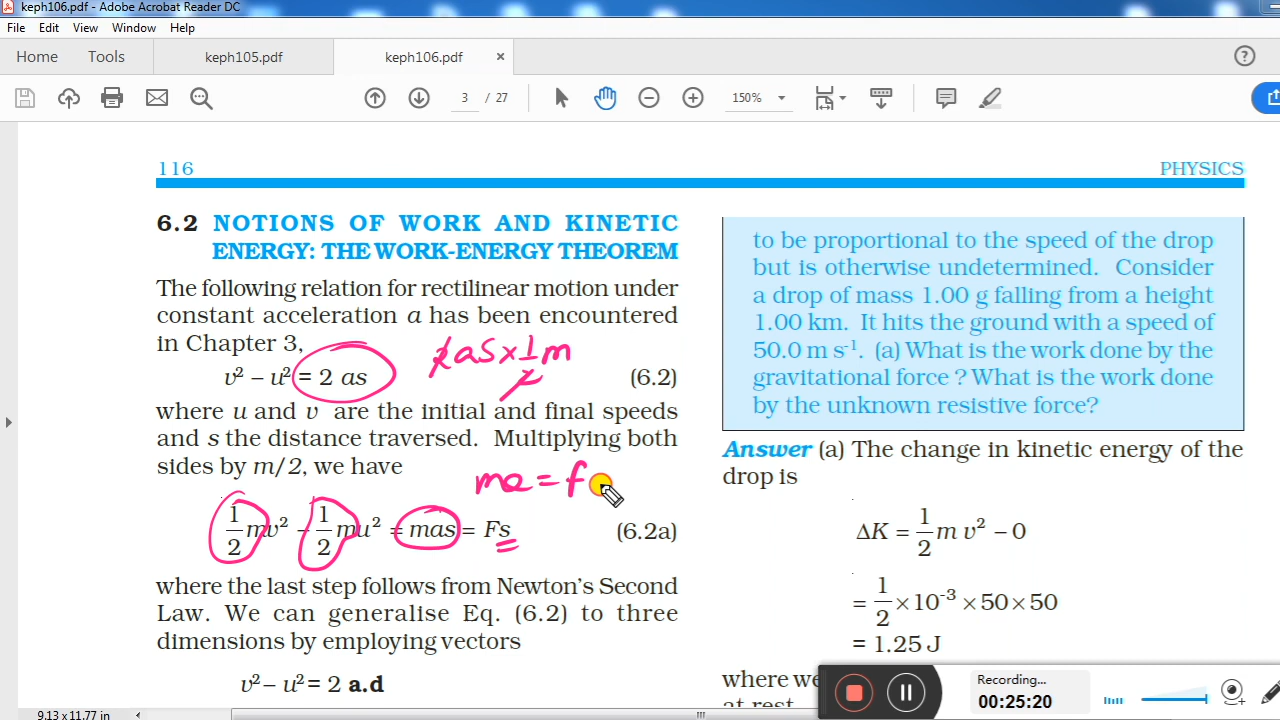 keph106.pdf - Adobe Acrobat Reader DC
File Edit View Window Help
Home Tools keph105.pdf keph106.pdf ×
3 / 27 150%
116 PHYSICS
6.2 NOTIONS OF WORK AND KINETIC
ENERGY: THE WORK-ENERGY THEOREM
The following relation for rectilinear motion under
constant acceleration a has been encountered
in Chapter 3,
v² – u² = 2 as (6.2)
2as × 1/2 m
where u and v are the initial and final speeds
and s the distance traversed. Multiplying both
sides by m/2, we have
ma = f
1/2 mv² – 1/2 mu² = mas = Fs (6.2a)
where the last step follows from Newton's Second
Law. We can generalise Eq. (6.2) to three
dimensions by employing vectors
v² – u² = 2 a.d
to be proportional to the speed of the drop
but is otherwise undetermined. Consider
a drop of mass 1.00 g falling from a height
1.00 km. It hits the ground with a speed of
50.0 m s⁻¹. (a) What is the work done by the
gravitational force ? What is the work done
by the unknown resistive force?
Answer (a) The change in kinetic energy of the
drop is
ΔK = 1/2 m v² – 0
= 1/2 × 10⁻³ × 50 × 50
= 1.25 J
where we
at rest.
Recording...
00:25:20
9.13 x 11.77 in